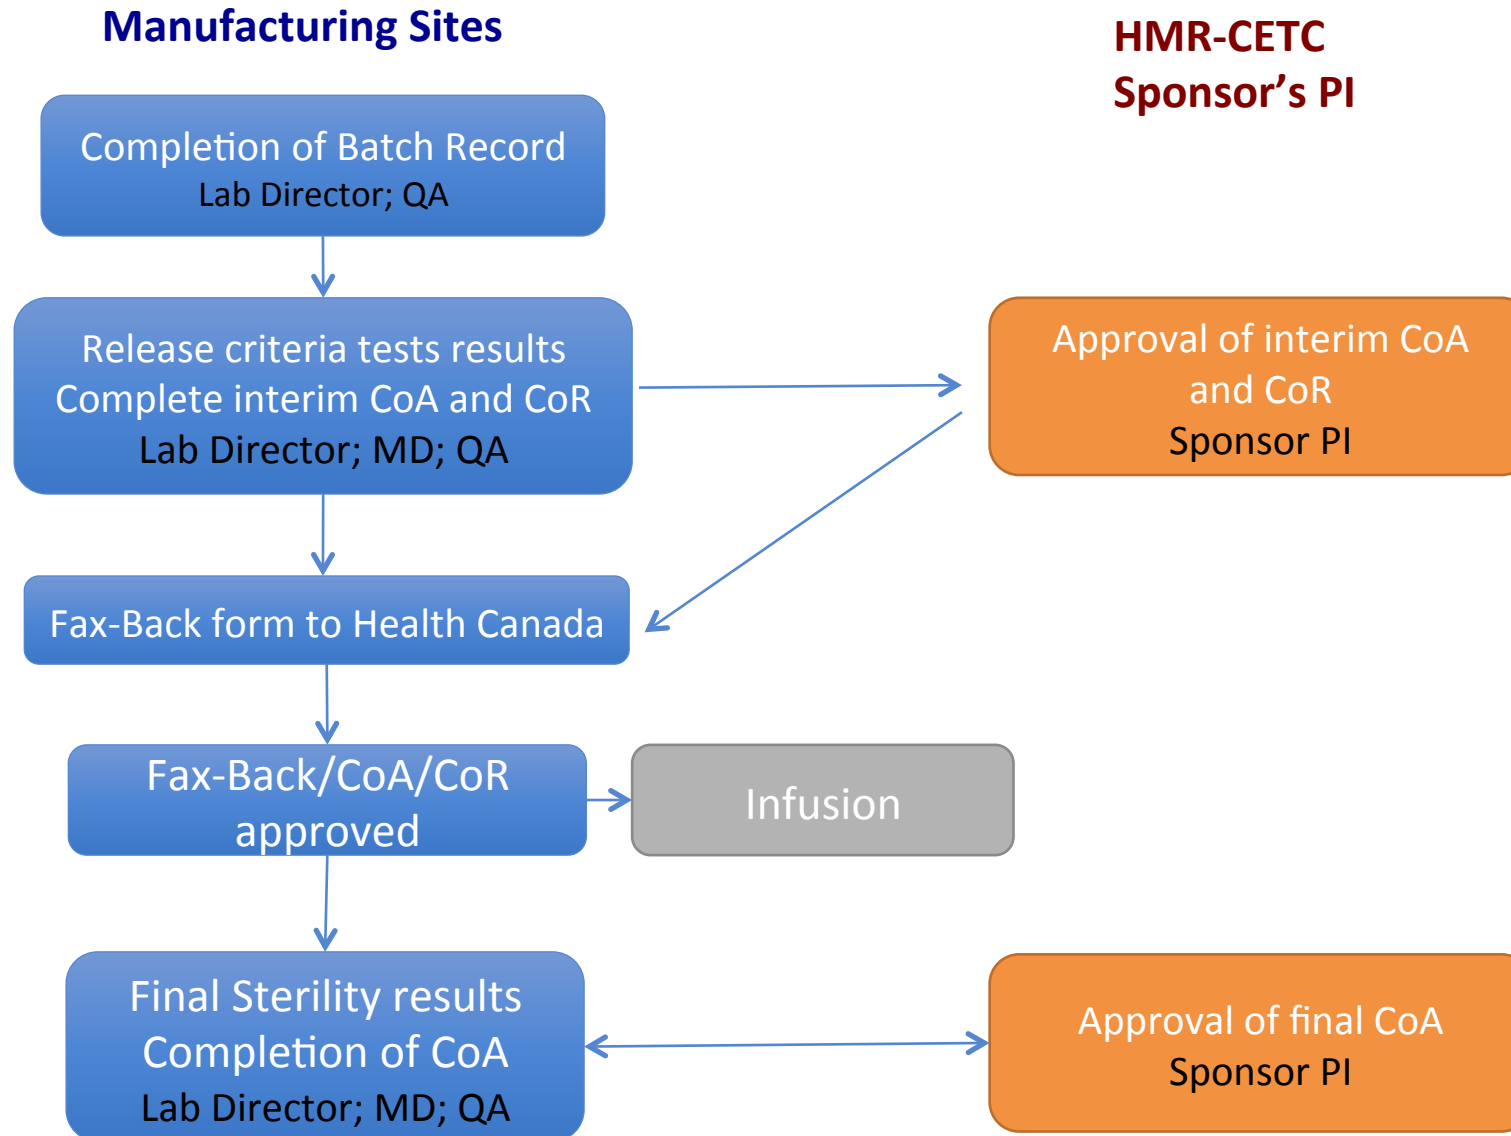 Manufacturing Sites
HMR-CETC
Sponsor’s PI
Completion of Batch Record
Lab Director; QA
Release criteria tests results
Complete interim CoA and CoR
Lab Director; MD; QA
Approval of interim CoA
and CoR
Sponsor PI
Fax-Back form to Health Canada
Fax-Back/CoA/CoR
approved
Infusion
Final Sterility results
Completion of CoA
Lab Director; MD; QA
Approval of final CoA
Sponsor PI